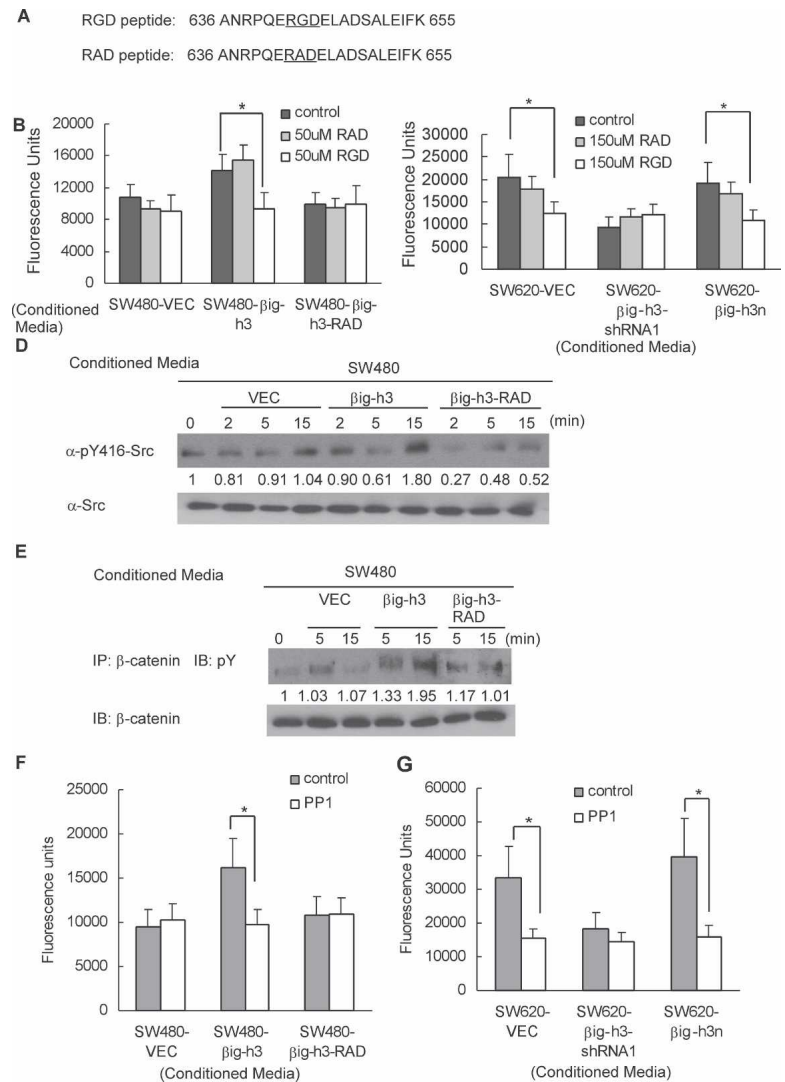 A
RGD peptide: 636 ANRPQERGDELADSALEIFK 655
RAD peptide: 636 ANRPQERADELADSALEIFK 655
B
Fluorescence Units
20000
16000
12000
8000
4000
0
*
control
50uM RAD
50uM RGD
(Conditioned Media)
SW480-VEC
SW480-βig-h3
SW480-βig-h3-RAD
Fluorescence Units
30000
25000
20000
15000
10000
5000
0
*
*
control
150uM RAD
150uM RGD
SW620-VEC
SW620-βig-h3-shRNA1
SW620-βig-h3n
(Conditioned Media)
D
Conditioned Media
SW480
VEC βig-h3 βig-h3-RAD
0 2 5 15 2 5 15 2 5 15 (min)
α-pY416-Src
1 0.81 0.91 1.04 0.90 0.61 1.80 0.27 0.48 0.52
α-Src
E
Conditioned Media
SW480
VEC βig-h3 βig-h3-RAD
0 5 15 5 15 5 15 (min)
IP: β-catenin IB: pY
1 1.03 1.07 1.33 1.95 1.17 1.01
IB: β-catenin
F
Fluorescence units
25000
20000
15000
10000
5000
0
*
control
PP1
SW480-VEC
SW480-βig-h3
SW480-βig-h3-RAD
(Conditioned Media)
G
Fluorescence Units
60000
50000
40000
30000
20000
10000
0
*
*
control
PP1
SW620-VEC
SW620-βig-h3-shRNA1
SW620-βig-h3n
(Conditioned Media)